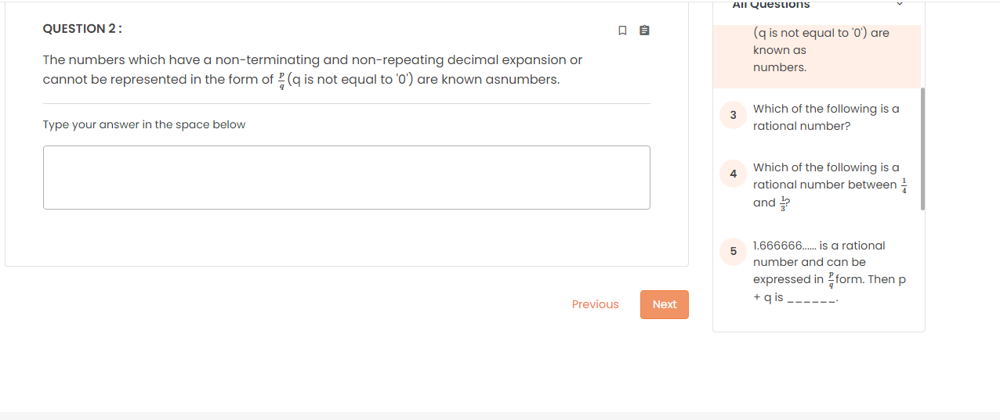 QUESTION 2 :
The numbers which have a non-terminating and non-repeating decimal expansion or
cannot be represented in the form of p/q (q is not equal to '0') are known asnumbers.
Type your answer in the space below
Previous
Next
All Questions
(q is not equal to '0') are
known as
numbers.
3
Which of the following is a
rational number?
4
Which of the following is a
rational number between 1/4
and 1/3?
5
1.666666...... is a rational
number and can be
expressed in p/q form. Then p
+ q is ______.